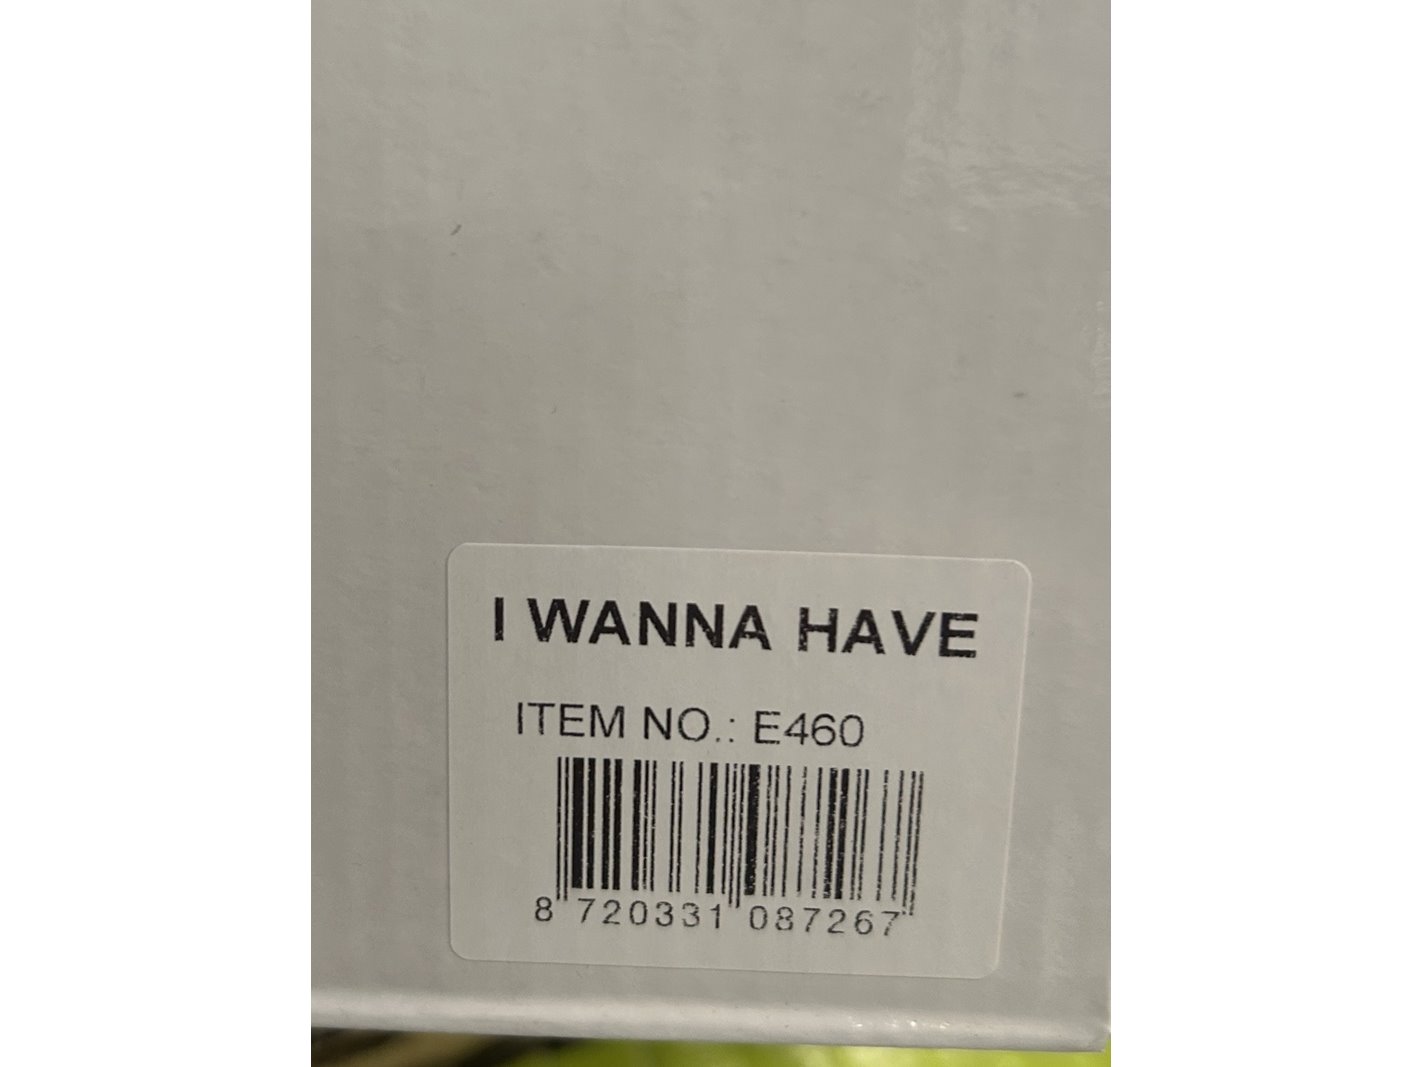 I WANNA HAVE
ITEM NO.: E460
8 720331 087267